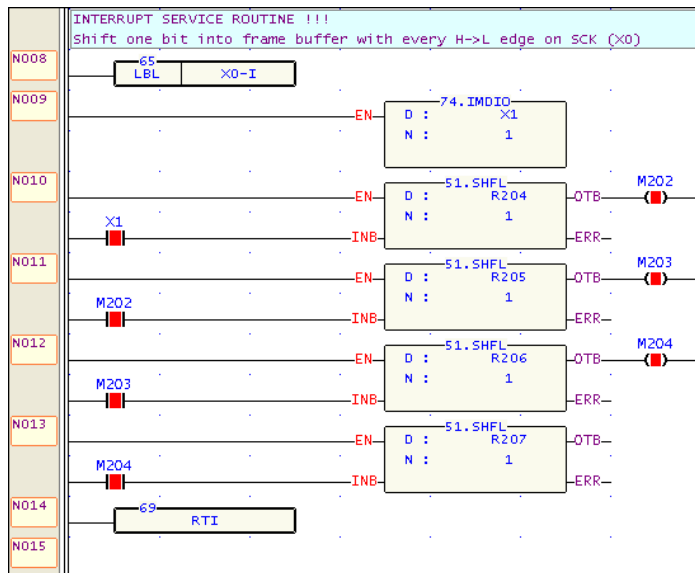 INTERRUPT SERVICE ROUTINE !!!
Shift one bit into frame buffer with every H->L edge on SCK (X0)
N008
65
LBL X0-I
N009
74.IMDIO
EN D : X1
N : 1
N010
51.SHFL
EN D : R204 OTB M202
N : 1
X1
INB ERR
N011
51.SHFL
EN D : R205 OTB M203
N : 1
M202
INB ERR
N012
51.SHFL
EN D : R206 OTB M204
N : 1
M203
INB ERR
N013
51.SHFL
EN D : R207 OTB
N : 1
M204
INB ERR
N014
69
RTI
N015